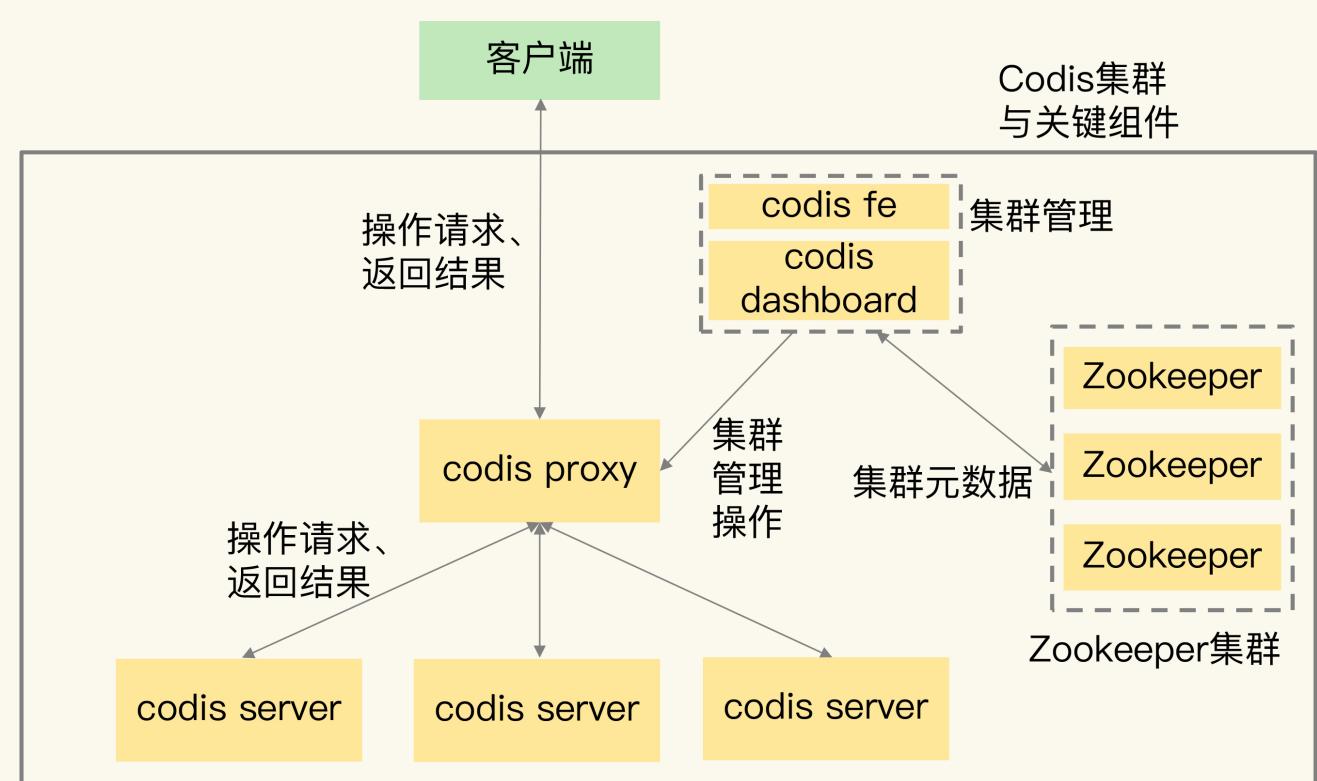 客户端
Codis集群
与关键组件
codis fe
codis
dashboard
集群管理
操作请求、
返回结果
Zookeeper
Zookeeper
Zookeeper
Zookeeper集群
集群
管理
操作
集群元数据
codis proxy
操作请求、
返回结果
codis server
codis server
codis server